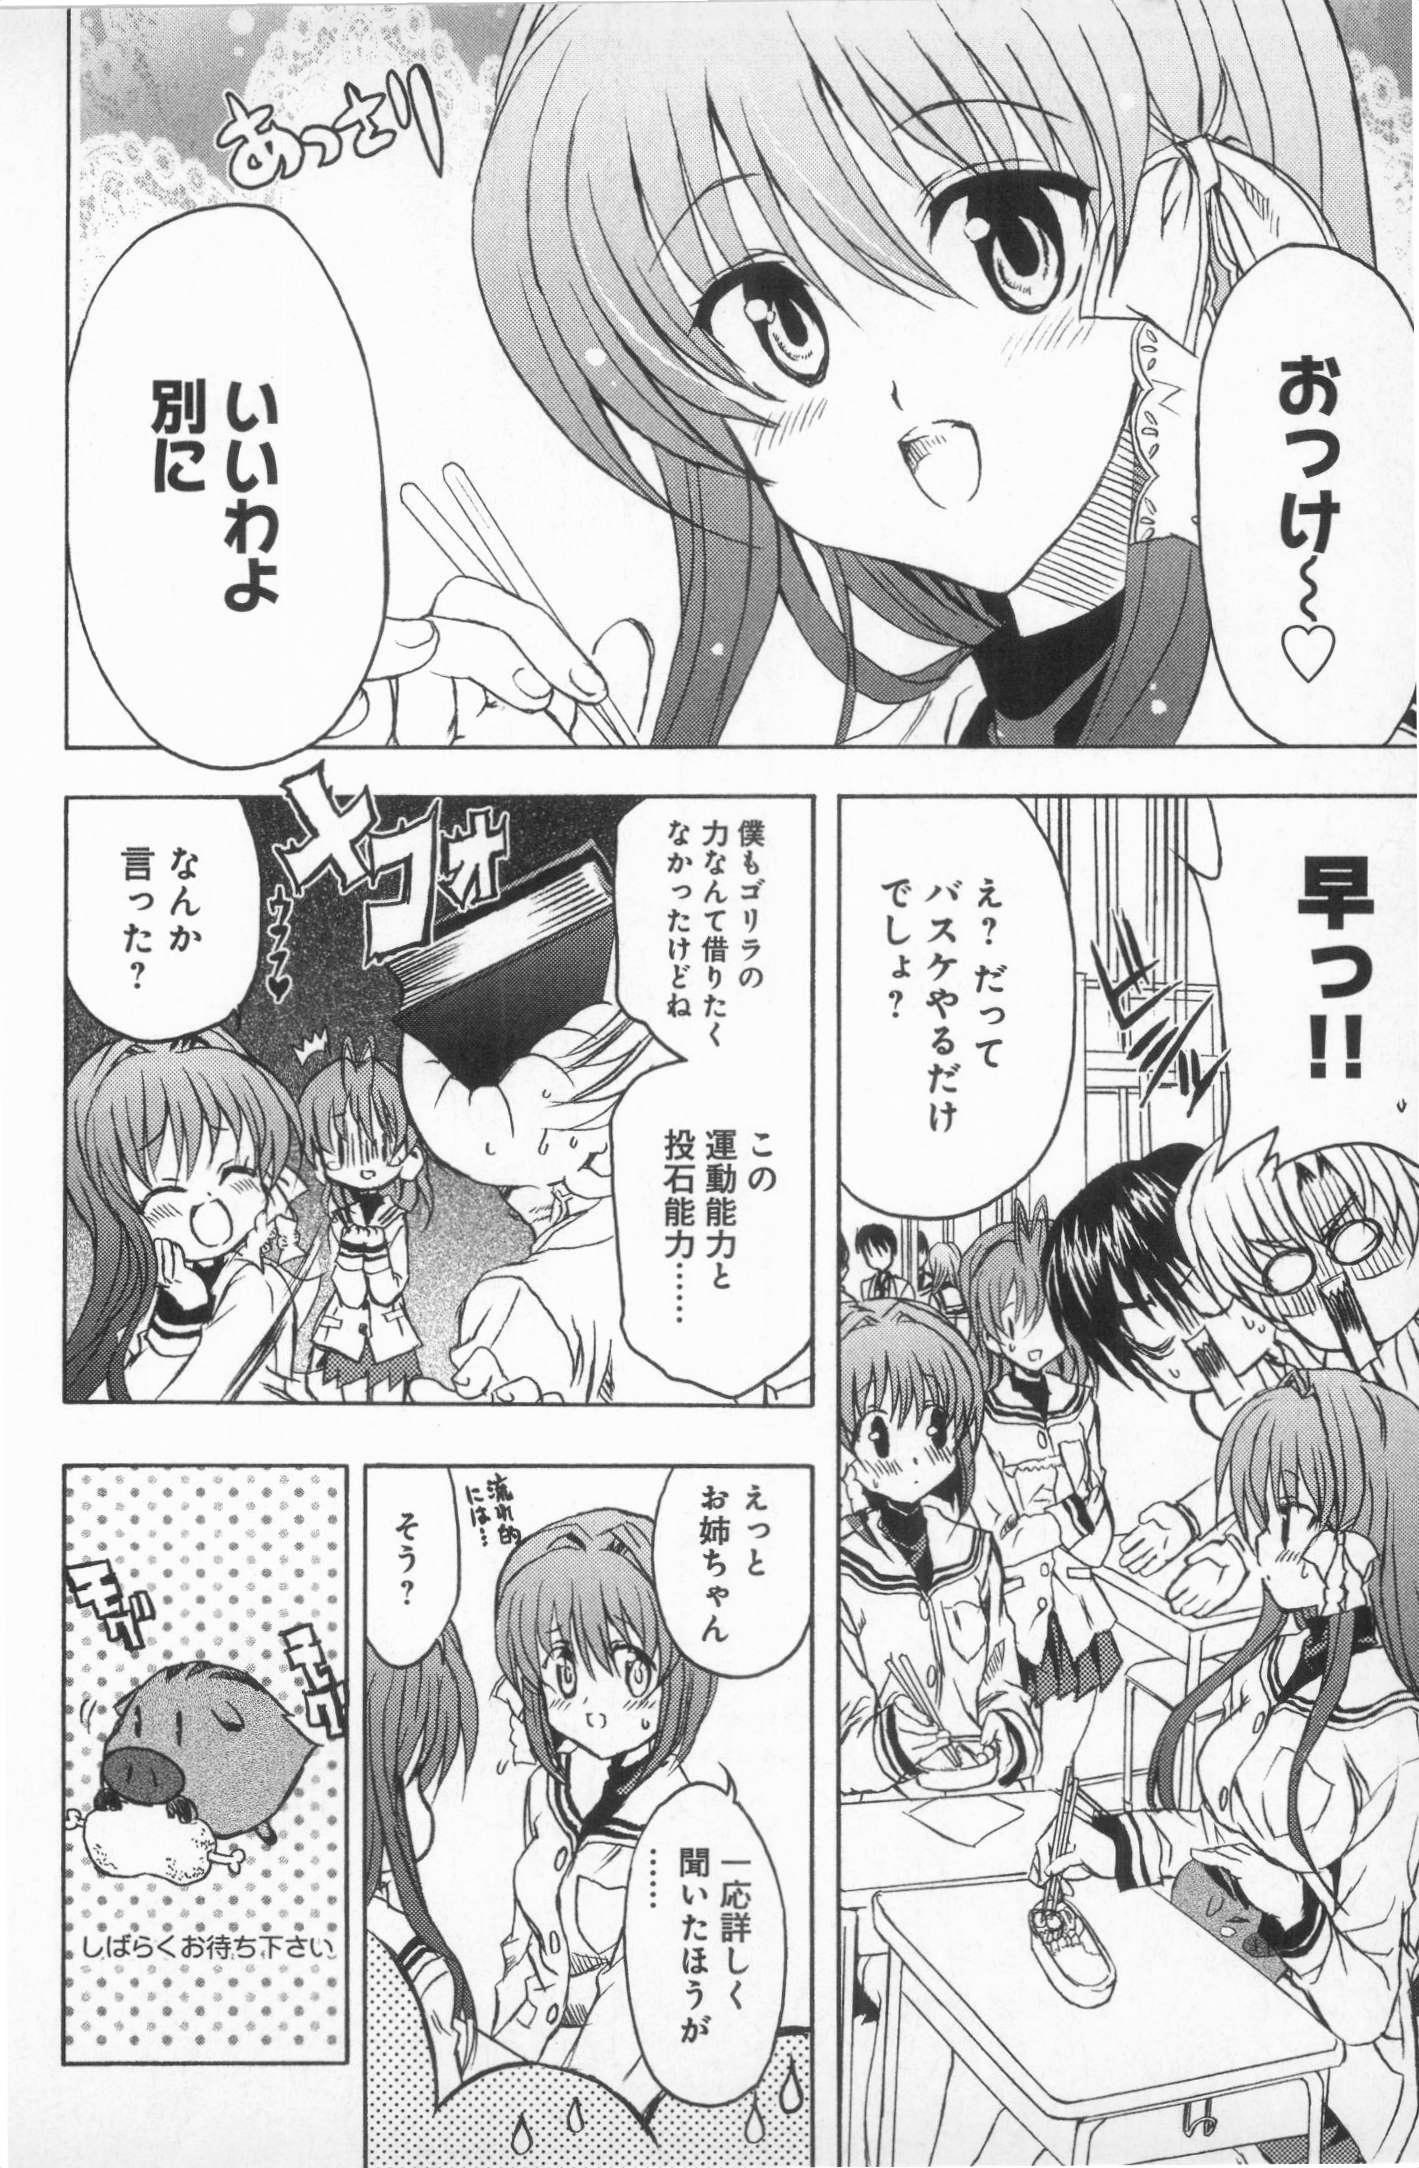 おっけ～♡
あっさり
いいわよ
別に
早っ!!
え?だって
バスケやるだけ
でしょ?
僕もゴリラの
力なんて借りたく
なかったけどね
この
運動能力と
投石能力……
メコォ
ウフフ♥
なんか
言った?
えっと
お姉ちゃん
一応詳しく
聞いたほうが
……
流れ的
には…
そう?
モグ
モグ
しばらくお待ち下さい